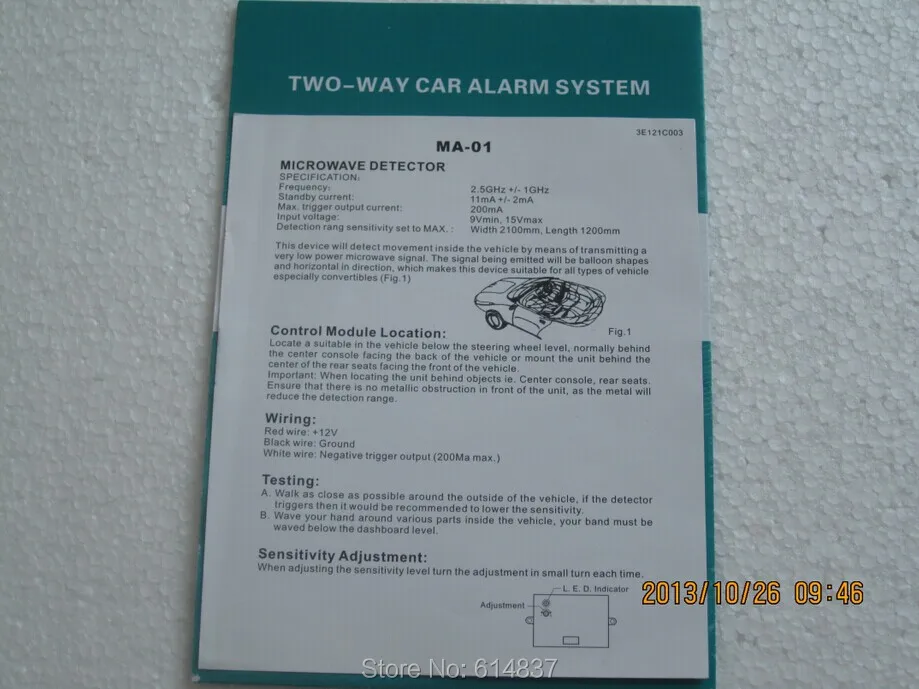 TWO-WAY CAR ALARM SYSTEM
3E121C003
MA-01
MICROWAVE DETECTOR
SPECIFICATION:
Frequency: 2.5GHz +/- 1GHz
Standby current: 11mA +/- 2mA
Max. trigger output current: 200mA
Input voltage: 9Vmin, 15Vmax
Detection rang sensitivity set to MAX. : Width 2100mm, Length 1200mm
This device will detect movement inside the vehicle by means of transmitting a
very low power microwave signal. The signal being emitted will be balloon shapes
and horizontal in direction, which makes this device suitable for all types of vehicle
especially convertibles (Fig.1)
Fig.1
Control Module Location:
Locate a suitable in the vehicle below the steering wheel level, normally behind
the center console facing the back of the vehicle or mount the unit behind the
center of the rear seats facing the front of the vehicle.
Important: When locating the unit behind objects ie. Center console, rear seats.
Ensure that there is no metallic obstruction in front of the unit, as the metal will
reduce the detection range.
Wiring:
Red wire: +12V
Black wire: Ground
White wire: Negative trigger output (200Ma max.)
Testing:
A. Walk as close as possible around the outside of the vehicle, if the detector
triggers then it would be recommended to lower the sensitivity.
B. Wave your hand around various parts inside the vehicle, your band must be
waved below the dashboard level.
Sensitivity Adjustment:
When adjusting the sensitivity level turn the adjustment in small turn each time.
L. E. D. Indicator
Adjustment
2013/10/26 09:46
Store No: 614837